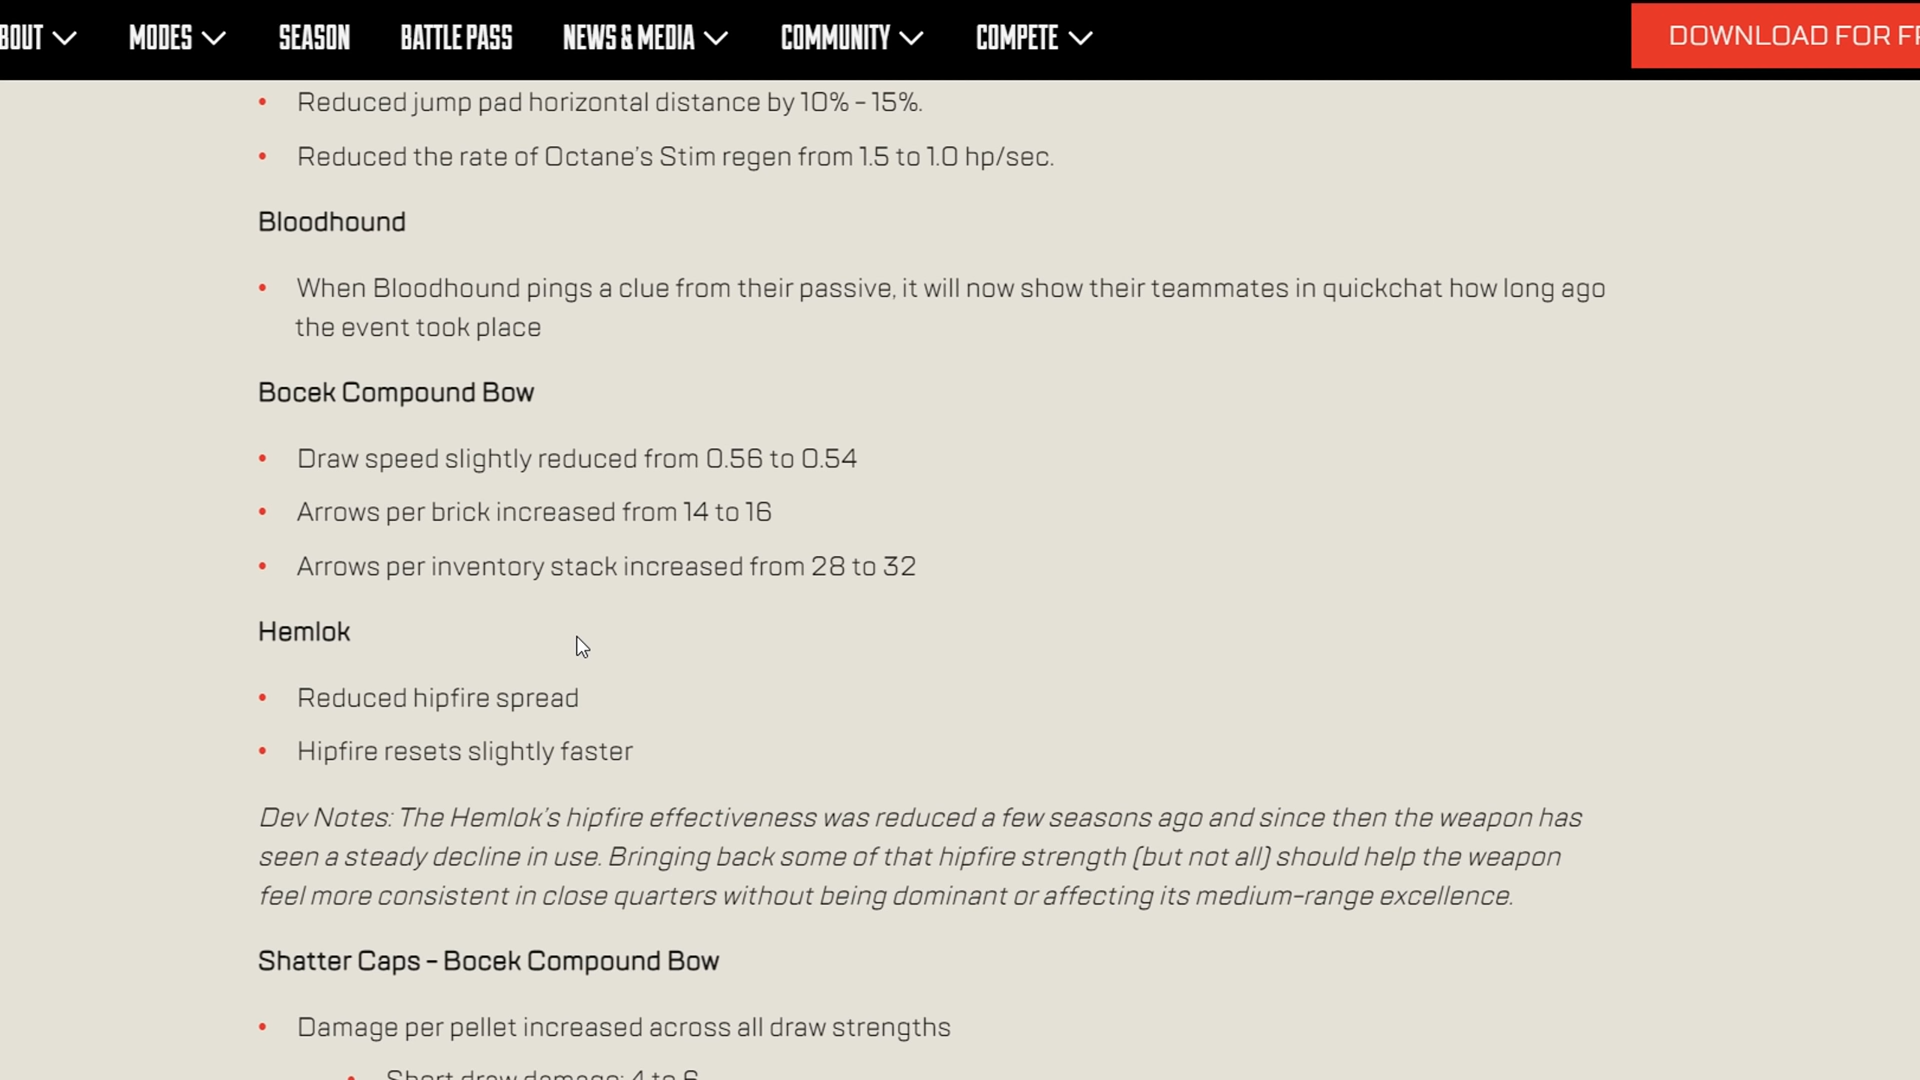 BOUT MODES SEASON BATTLE PASS NEWS & MEDIA COMMUNITY COMPETE DOWNLOAD FOR FR
• Reduced jump pad horizontal distance by 10% – 15%.
• Reduced the rate of Octane’s Stim regen from 1.5 to 1.0 hp/sec.
Bloodhound
• When Bloodhound pings a clue from their passive, it will now show their teammates in quickchat how long ago
the event took place
Bocek Compound Bow
• Draw speed slightly reduced from 0.56 to 0.54
• Arrows per brick increased from 14 to 16
• Arrows per inventory stack increased from 28 to 32
Hemlok
• Reduced hipfire spread
• Hipfire resets slightly faster
Dev Notes: The Hemlok’s hipfire effectiveness was reduced a few seasons ago and since then the weapon has
seen a steady decline in use. Bringing back some of that hipfire strength (but not all) should help the weapon
feel more consistent in close quarters without being dominant or affecting its medium-range excellence.
Shatter Caps – Bocek Compound Bow
• Damage per pellet increased across all draw strengths
• Short draw damage: 4 to 6